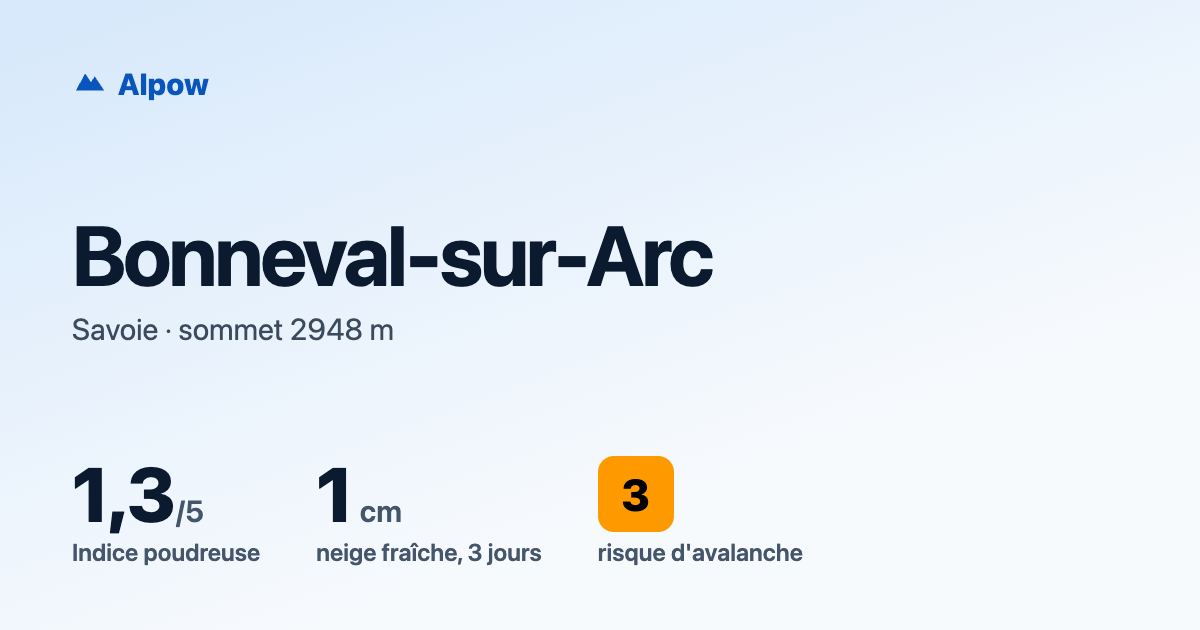 Alpow
Bonneval-sur-Arc
Savoie · sommet 2948 m
1,3/5
Indice poudreuse
1 cm
neige fraîche, 3 jours
3
risque d'avalanche